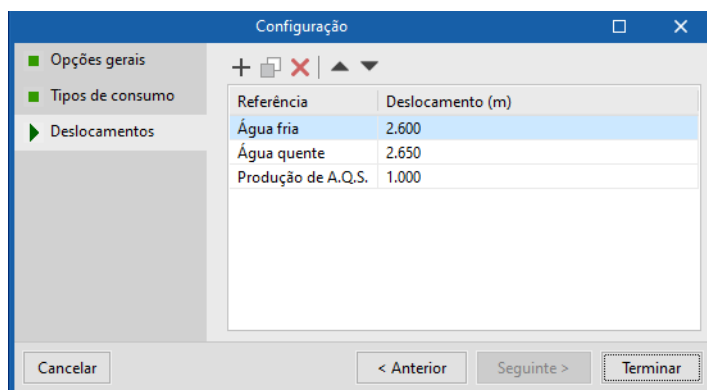 Configuração
Opções gerais
Tipos de consumo
Deslocamentos
Referência Deslocamento (m)
Água fria 2.600
Água quente 2.650
Produção de A.Q.S. 1.000
Cancelar < Anterior Seguinte > Terminar